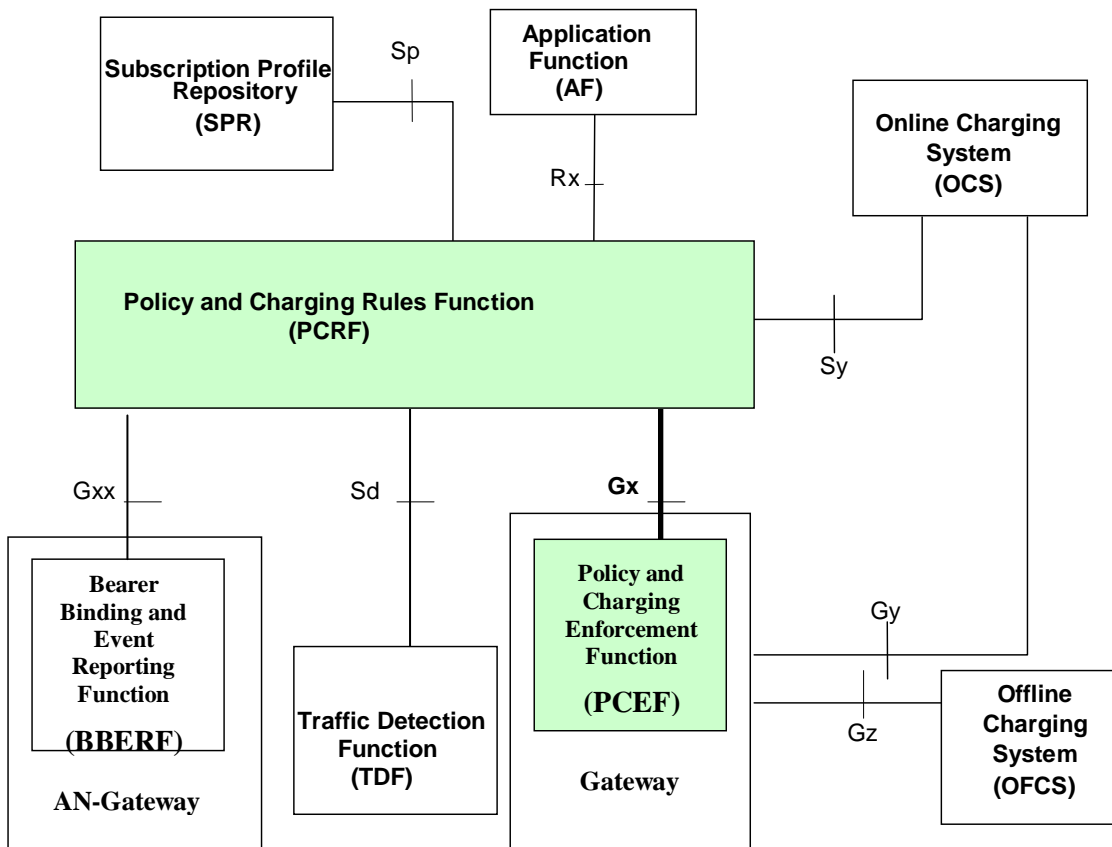 Subscription Profile
Repository
(SPR)
Sp
Application
Function
(AF)
Rx
Online Charging
System
(OCS)
Policy and Charging Rules Function
(PCRF)
Sy
Gxx
Sd
Gx
Bearer
Binding and
Event
Reporting
Function
(BBERF)
AN-Gateway
Traffic Detection
Function
(TDF)
Policy and
Charging
Enforcement
Function
(PCEF)
Gateway
Gy
Gz
Offline
Charging
System
(OFCS)